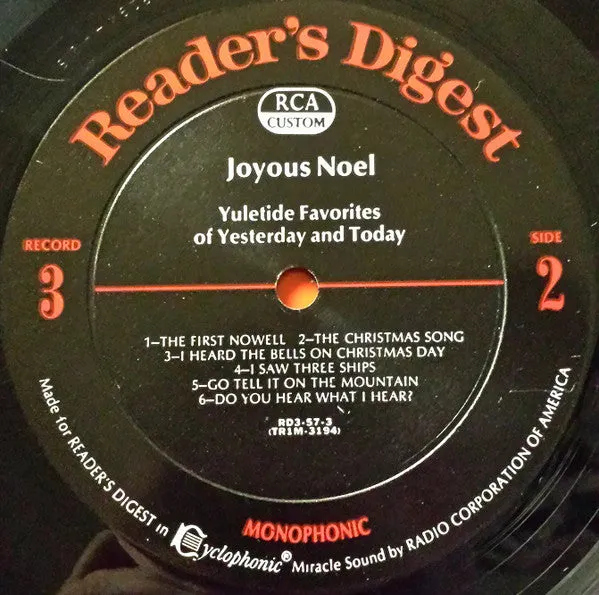 Reader's Digest
RCA
CUSTOM
Joyous Noel
Yuletide Favorites
of Yesterday and Today
RECORD
3
SIDE
2
1—THE FIRST NOWELL 2—THE CHRISTMAS SONG
3—I HEARD THE BELLS ON CHRISTMAS DAY
4—I SAW THREE SHIPS
5—GO TELL IT ON THE MOUNTAIN
6—DO YOU HEAR WHAT I HEAR?
RD3-57-3
(TR1M-3194)
MONOPHONIC
Made for READER'S DIGEST in Cyclophonic® Miracle Sound by RADIO CORPORATION OF AMERICA